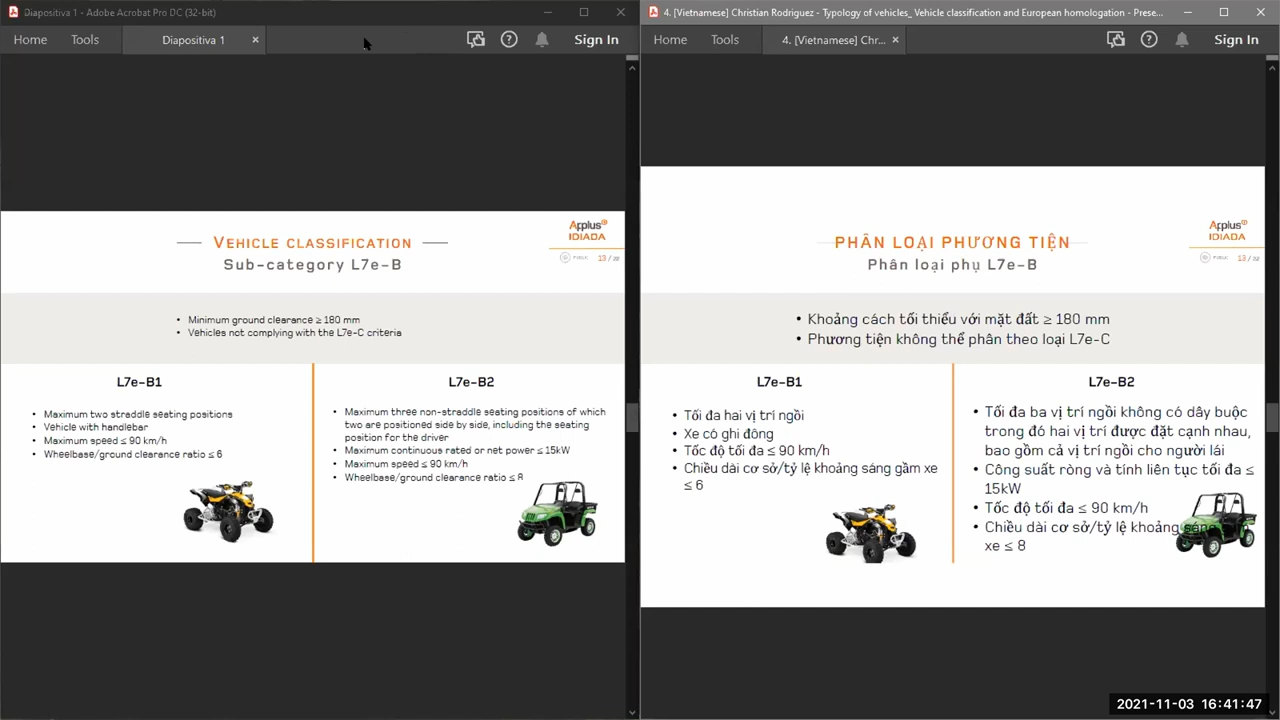 Diapositiva 1 - Adobe Acrobat Pro DC (32-bit)
Home
Tools
Diapositiva 1
Sign In
VEHICLE CLASSIFICATION
Sub-category L7e-B
Applus
IDIADA
13 / 22
• Minimum ground clearance ≥ 180 mm
• Vehicles not complying with the L7e-C criteria
L7e-B1
• Maximum two straddle seating positions
• Vehicle with handlebar
• Maximum speed ≤ 90 km/h
• Wheelbase/ground clearance ratio ≤ 6
L7e-B2
• Maximum three non-straddle seating positions of which
two are positioned side by side, including the seating
position for the driver
• Maximum continuous rated or net power ≤ 15kW
• Maximum speed ≤ 90 km/h
• Wheelbase/ground clearance ratio ≤ 8
4. [Vietnamese] Christian Rodriguez - Typology of vehicles_ Vehicle classification and European homologation - Prese...
Home
Tools
4. [Vietnamese] Chr...
Sign In
PHÂN LOẠI PHƯƠNG TIỆN
Phân loại phụ L7e-B
Applus
IDIADA
13 / 22
• Khoảng cách tối thiểu với mặt đất ≥ 180 mm
• Phương tiện không thể phân theo loại L7e-C
L7e-B1
• Tối đa hai vị trí ngồi
• Xe có ghi đông
• Tốc độ tối đa ≤ 90 km/h
• Chiều dài cơ sở/tỷ lệ khoảng sáng gầm xe
≤ 6
L7e-B2
• Tối đa ba vị trí ngồi không có dây buộc
trong đó hai vị trí được đặt cạnh nhau,
bao gồm cả vị trí ngồi cho người lái
• Công suất ròng và tính liên tục tối đa ≤
15kW
• Tốc độ tối đa ≤ 90 km/h
• Chiều dài cơ sở/tỷ lệ khoảng sáng
xe ≤ 8
2021-11-03 16:41:47